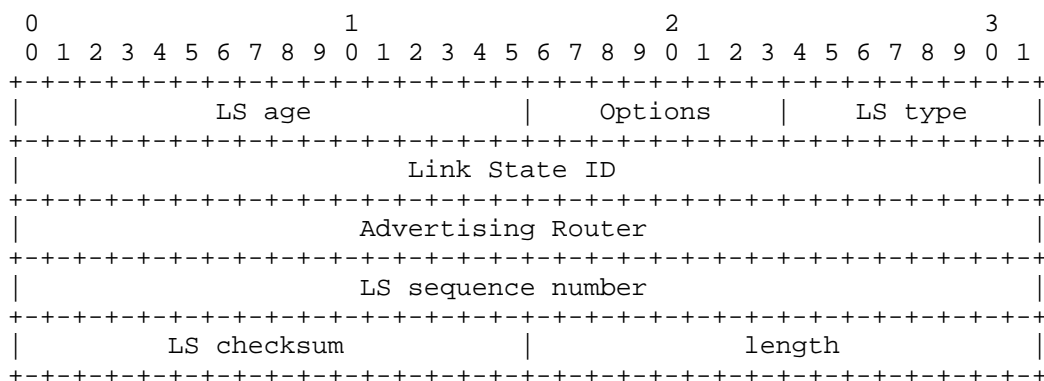 0                   1                   2                   3
 0 1 2 3 4 5 6 7 8 9 0 1 2 3 4 5 6 7 8 9 0 1 2 3 4 5 6 7 8 9 0 1
+-+-+-+-+-+-+-+-+-+-+-+-+-+-+-+-+-+-+-+-+-+-+-+-+-+-+-+-+-+-+-+-+
|            LS age             |    Options    |    LS type    |
+-+-+-+-+-+-+-+-+-+-+-+-+-+-+-+-+-+-+-+-+-+-+-+-+-+-+-+-+-+-+-+-+
|                        Link State ID                          |
+-+-+-+-+-+-+-+-+-+-+-+-+-+-+-+-+-+-+-+-+-+-+-+-+-+-+-+-+-+-+-+-+
|                     Advertising Router                        |
+-+-+-+-+-+-+-+-+-+-+-+-+-+-+-+-+-+-+-+-+-+-+-+-+-+-+-+-+-+-+-+-+
|                     LS sequence number                        |
+-+-+-+-+-+-+-+-+-+-+-+-+-+-+-+-+-+-+-+-+-+-+-+-+-+-+-+-+-+-+-+-+
|         LS checksum           |             length            |
+-+-+-+-+-+-+-+-+-+-+-+-+-+-+-+-+-+-+-+-+-+-+-+-+-+-+-+-+-+-+-+-+